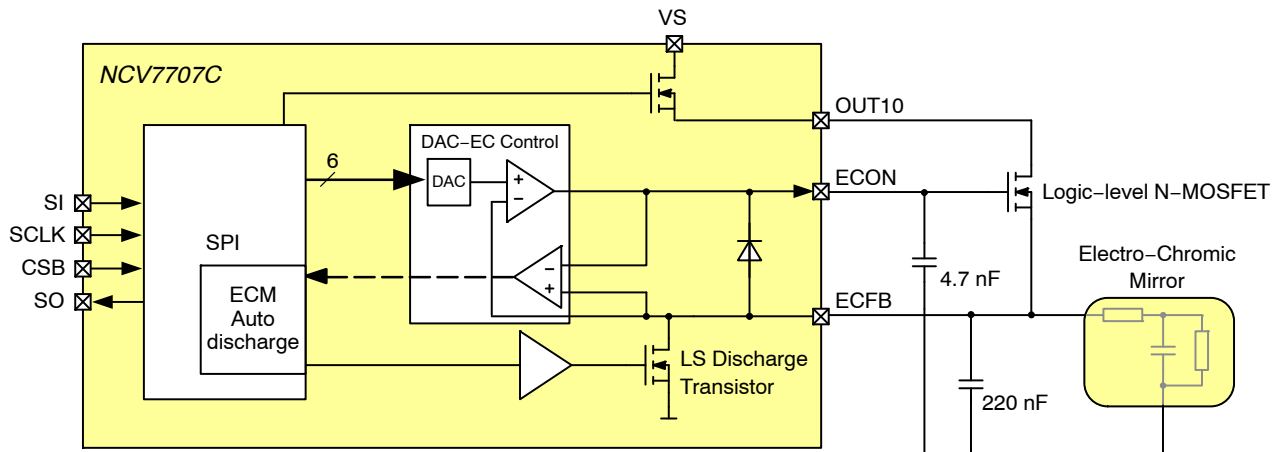 VS
NCV7707C
OUT10
DAC−EC Control
6
DAC
+
−
ECON
Logic−level N−MOSFET
SI
SCLK
CSB
SO
SPI
−
+
ECM
Auto
discharge
4.7 nF
Electro−Chromic
Mirror
ECFB
LS Discharge
Transistor
220 nF